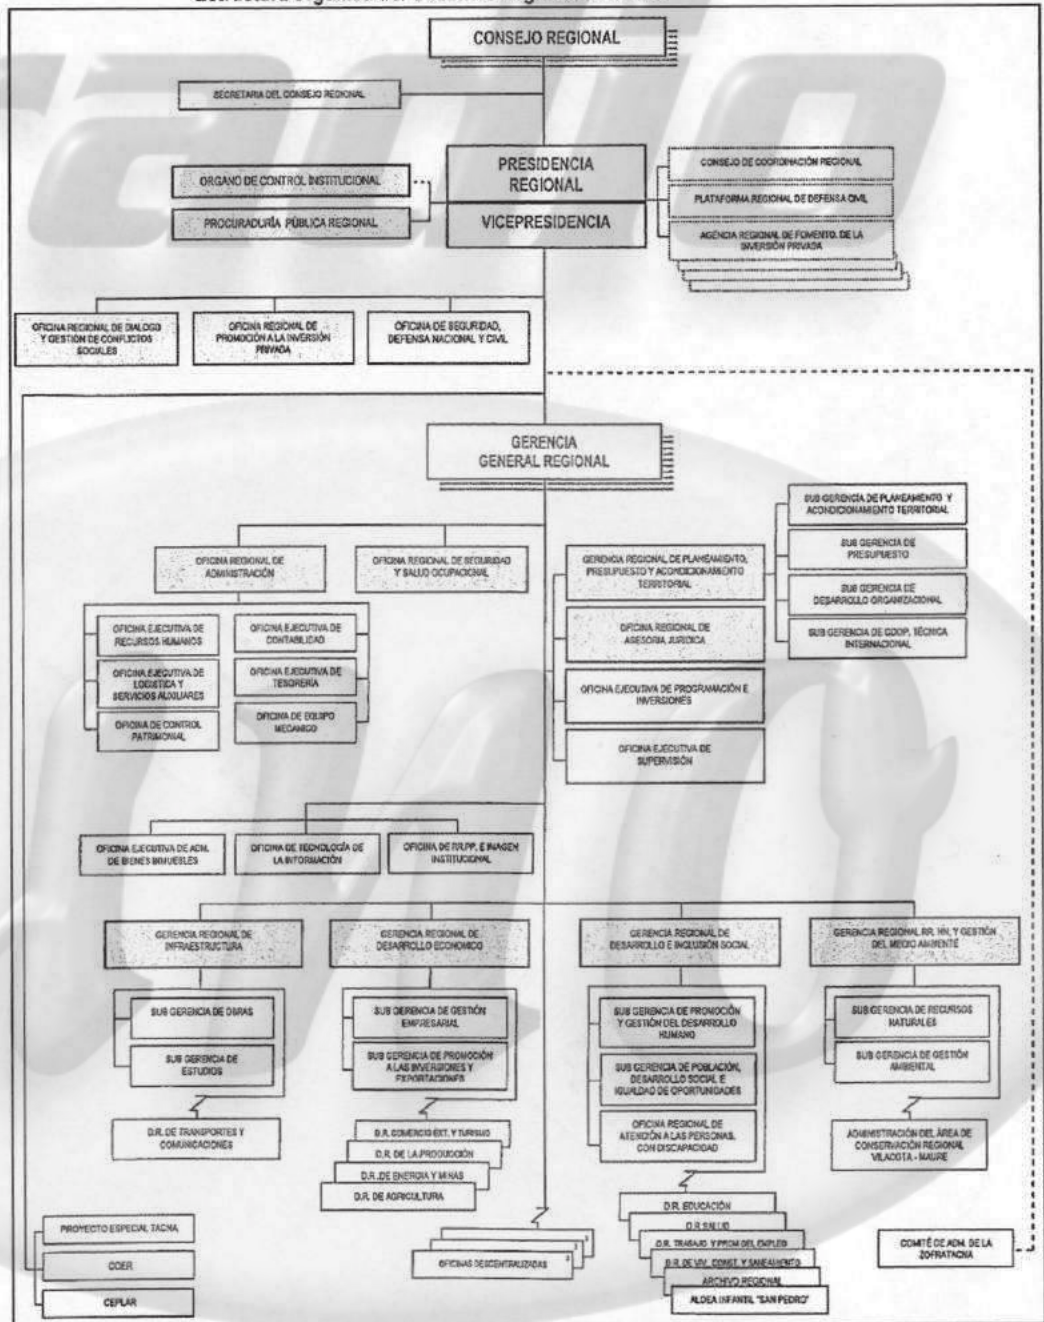 Estructura
CONSEJO REGIONAL
SECRETARIA DEL CONSEJO REGIONAL
PRESIDENCIA
REGIONAL
VICEPRESIDENCIA
ORGANO DE CONTROL INSTITUCIONAL
PROCURADURÍA PÚBLICA REGIONAL
CONSEJO DE COORDINACIÓN REGIONAL
PLATAFORMA REGIONAL DE DEFENSA CIVIL
AGENCIA REGIONAL DE FOMENTO. DE LA
INVERSIÓN PRIVADA
OFICINA REGIONAL DE DIALOGO
Y GESTIÓN DE CONFLICTOS
SOCIALES
OFICINA REGIONAL DE
PROMOCIÓN A LA INVERSIÓN
PRIVADA
OFICINA DE SEGURIDAD,
DEFENSA NACIONAL Y CIVIL
GERENCIA
GENERAL REGIONAL
OFICINA REGIONAL DE
ADMINISTRACIÓN
OFICINA REGIONAL DE SEGURIDAD
Y SALUD OCUPACIONAL
OFICINA EJECUTIVA DE
RECURSOS HUMANOS
OFICINA EJECUTIVA DE
CONTABILIDAD
OFICINA EJECUTIVA DE
LOGISTICA Y
SERVICIOS AUXILIARES
OFICINA EJECUTIVA DE
TESORERÍA
OFICINA DE CONTROL
PATRIMONIAL
OFICINA DE EQUIPO
MECANICO
GERENCIA REGIONAL DE PLANEAMIENTO,
PRESUPUESTO Y ACONDICIONAMIENTO
TERRITORIAL
OFICINA REGIONAL DE
ASESORIA JURIDICA
OFICINA EJECUTIVA DE PROGRAMACIÓN E
INVERSIONES
OFICINA EJECUTIVA DE
SUPERVISIÓN
SUB GERENCIA DE PLANEAMIENTO Y
ACONDICIONAMIENTO TERRITORIAL
SUB GERENCIA DE
PRESUPUESTO
SUB GERENCIA DE
DESARROLLO ORGANIZACIONAL
SUB GERENCIA DE COOP. TÉCNICA
INTERNACIONAL
OFICINA EJECUTIVA DE ADM.
DE BIENES INMUEBLES
OFICINA DE TECNOLOGÍA DE
LA INFORMACIÓN
OFICINA DE RR.PP. E IMAGEN
INSTITUCIONAL
GERENCIA REGIONAL DE
INFRAESTRUCTURA
GERENCIA REGIONAL DE
DESARROLLO ECONOMICO
GERENCIA REGIONAL DE
DESARROLLO E INCLUSIÓN SOCIAL
GERENCIA REGIONAL RR. NN. Y GESTIÓN
DEL MEDIO AMBIENTE
SUB GERENCIA DE OBRAS
SUB GERENCIA DE
ESTUDIOS
D.R. DE TRANSPORTES Y
COMUNICACIONES
SUB GERENCIA DE GESTIÓN
EMPRESARIAL
SUB GERENCIA DE PROMOCIÓN
A LAS INVERSIONES Y
EXPORTACIONES
D.R. COMERCIO EXT. Y TURISMO
D.R. DE LA PRODUCCIÓN
D.R. DE ENERGIA Y MINAS
D.R. DE AGRICULTURA
SUB GERENCIA DE PROMOCIÓN
Y GESTIÓN DEL DESARROLLO
HUMANO
SUB GERENCIA DE POBLACIÓN,
DESARROLLO SOCIAL E
IGUALDAD DE OPORTUNIDADES
OFICINA REGIONAL DE
ATENCIÓN A LAS PERSONAS.
CON DISCAPACIDAD
D.R. EDUCACIÓN
D.R SALUD
D.R. TRABAJO Y PROM DEL EMPLEO
D.R. DE VIV., CONST. Y SANEAMIENTO
ARCHIVO REGIONAL
ALDEA INFANTIL "SAN PEDRO"
SUB GERENCIA DE RECURSOS
NATURALES
SUB GERENCIA DE GESTIÓN
AMBIENTAL
ADMINISTRACIÓN DEL ÁREA DE
CONSERVACIÓN REGIONAL
VILACOTA - MAURE
OFICINAS DESCENTRALIZADAS
PROYECTO ESPECIAL TACNA
COER
CEPLAR
COMITÉ DE ADM. DE LA
ZOFRATACNA
radio
uno